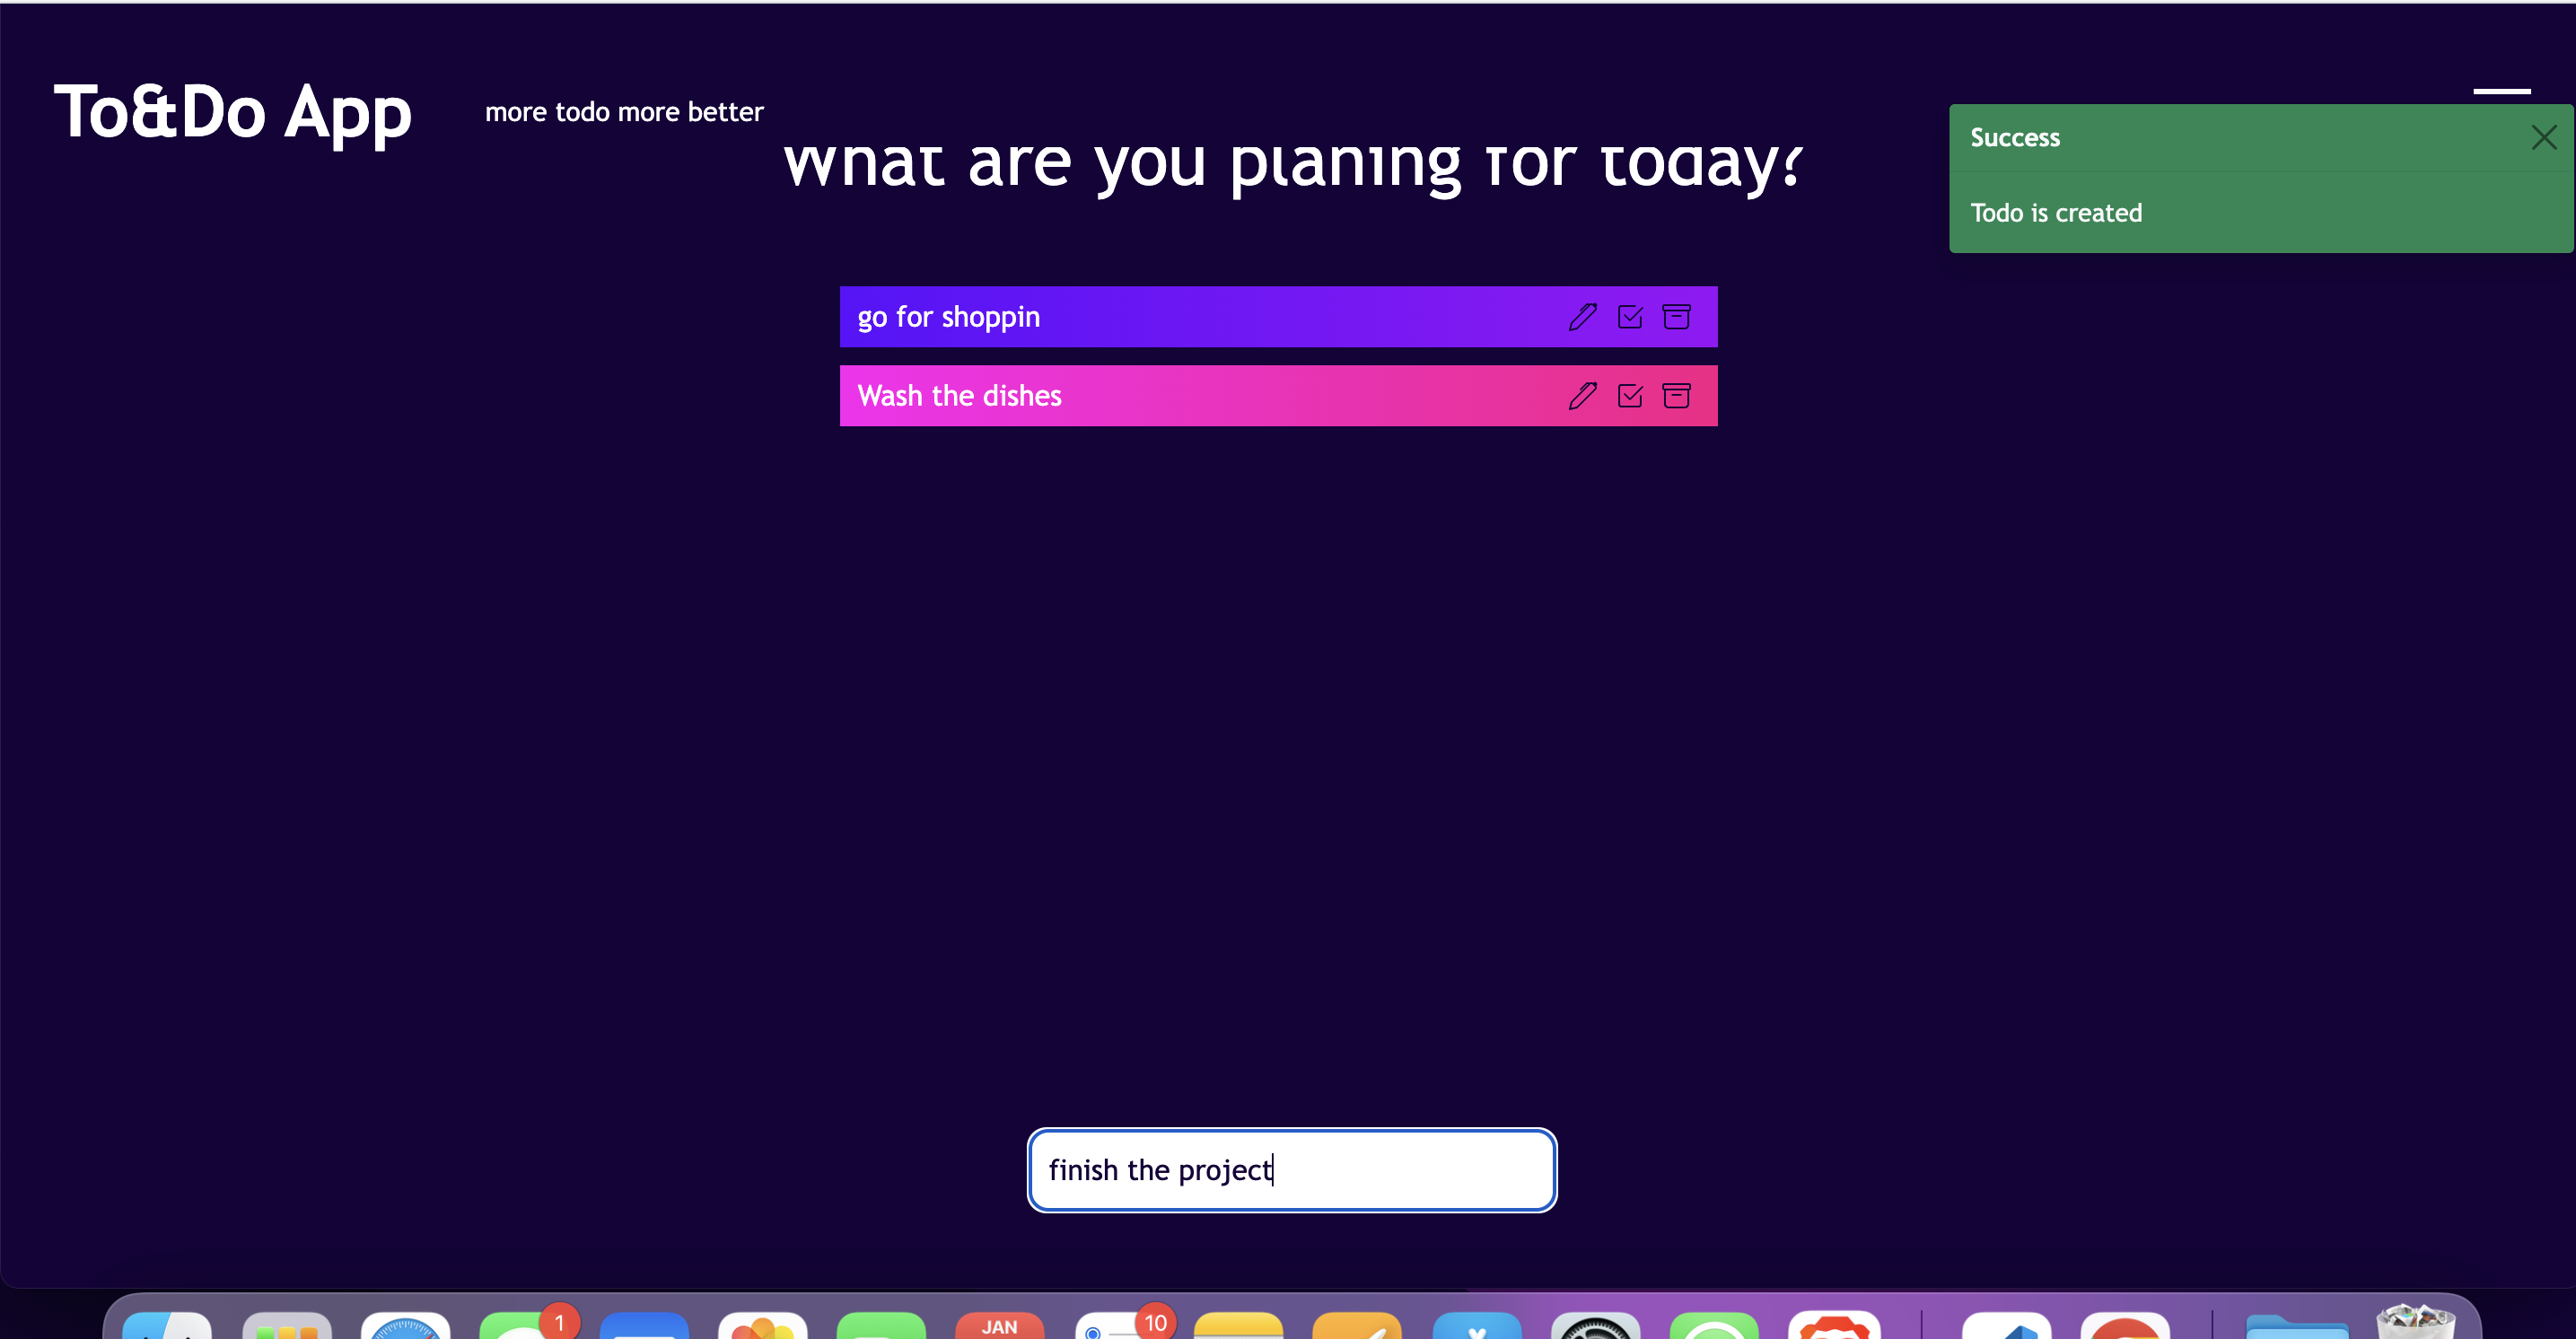 To&Do App
more todo more better
What are you planing for today?
Success
Todo is created
go for shoppin
Wash the dishes
finish the project
1
JAN
10